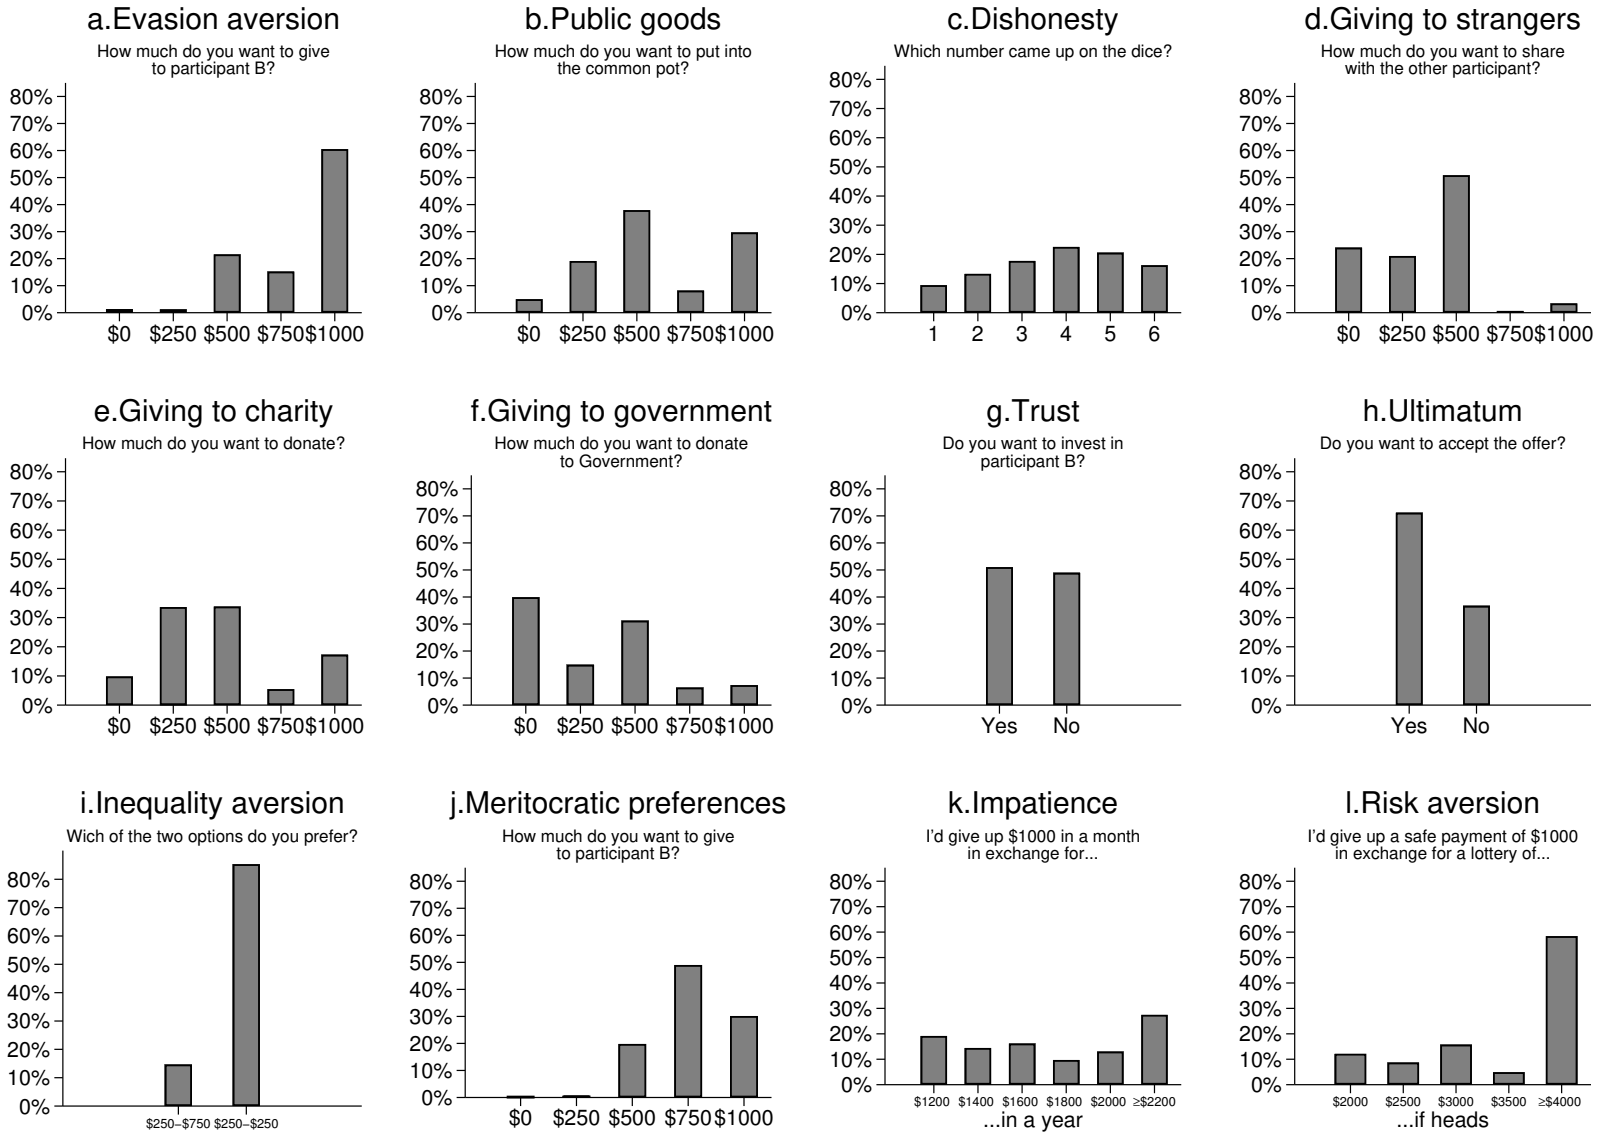 a.Evasion aversion
How much do you want to give
to participant B?
80%
70%
60%
50%
40%
30%
20%
10%
0%
$0 $250 $500 $750 $1000
b.Public goods
How much do you want to put into
the common pot?
80%
70%
60%
50%
40%
30%
20%
10%
0%
$0 $250 $500 $750 $1000
c.Dishonesty
Which number came up on the dice?
80%
70%
60%
50%
40%
30%
20%
10%
0%
1 2 3 4 5 6
d.Giving to strangers
How much do you want to share
with the other participant?
80%
70%
60%
50%
40%
30%
20%
10%
0%
$0 $250 $500 $750 $1000
e.Giving to charity
How much do you want to donate?
80%
70%
60%
50%
40%
30%
20%
10%
0%
$0 $250 $500 $750 $1000
f.Giving to government
How much do you want to donate
to Government?
80%
70%
60%
50%
40%
30%
20%
10%
0%
$0 $250 $500 $750 $1000
g.Trust
Do you want to invest in
participant B?
80%
70%
60%
50%
40%
30%
20%
10%
0%
Yes No
h.Ultimatum
Do you want to accept the offer?
80%
70%
60%
50%
40%
30%
20%
10%
0%
Yes No
i.Inequality aversion
Wich of the two options do you prefer?
80%
70%
60%
50%
40%
30%
20%
10%
0%
$250–$750 $250–$250
j.Meritocratic preferences
How much do you want to give
to participant B?
80%
70%
60%
50%
40%
30%
20%
10%
0%
$0 $250 $500 $750 $1000
k.Impatience
I'd give up $1000 in a month
in exchange for...
80%
70%
60%
50%
40%
30%
20%
10%
0%
$1200 $1400 $1600 $1800 $2000 ≥$2200
...in a year
l.Risk aversion
I'd give up a safe payment of $1000
in exchange for a lottery of...
80%
70%
60%
50%
40%
30%
20%
10%
0%
$2000 $2500 $3000 $3500 ≥$4000
...if heads